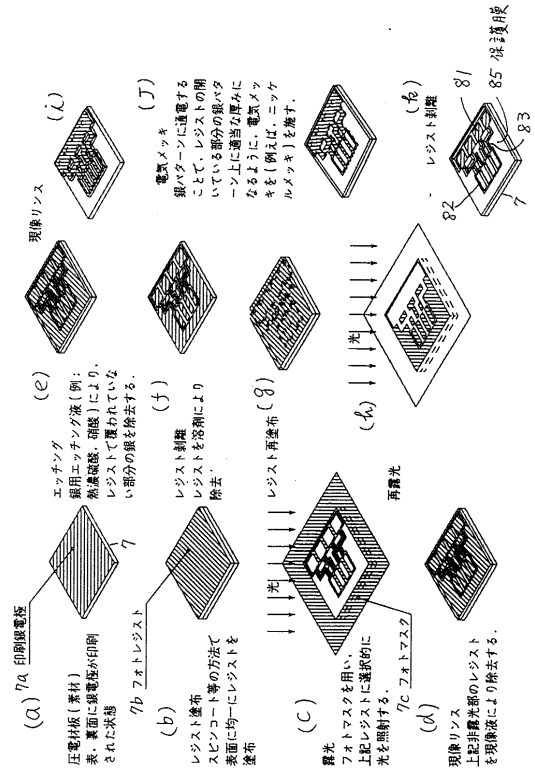 (a)
7a 印刷銀電極
圧電材板(素材)
表、裏面に銀電極が印刷
された状態
7
(b)
7b フォトレジスト
レジスト塗布
スピンコート等の方法で
表面に均一にレジストを
塗布
(c)
光
露光
フォトマスクを用い、
上記レジストに選択的に
光を照射する.
7c フォトマスク
(d)
現像リンス
上記非露光部のレジスト
を現像液により除去する.
(e)
エッチング
銀用エッチング液(例:
熱濃硫酸、硝酸)により、
レジストで覆われていな
い部分の銀を除去する.
(f)
レジスト剥離
レジストを溶剤により
除去
(g)
レジスト再塗布
(h)
光
再露光
(i)
現像リンス
(J)
電気メッキ
銀パターンに通電する
ことで、レジストの開
いている部分の銀パタ
ーン上に適当な厚みに
なるように、電気メッ
キを(例えば、ニッケ
ルメッキ)を施す.
(k)
レジスト剥離
81
82
83
85 保護膜
7